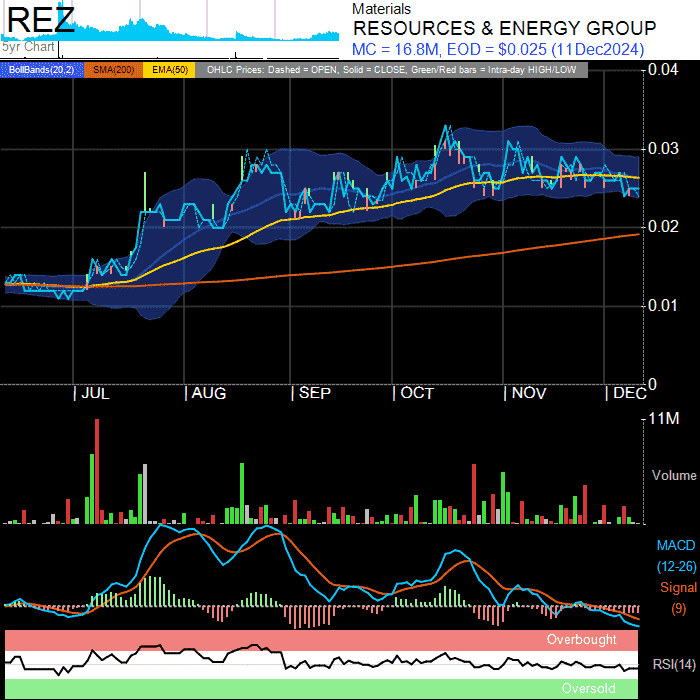 REZ
5yr Chart
Materials
RESOURCES & ENERGY GROUP
MC = 16.8M, EOD = $0.025 (11Dec2024)
BollBands(20,2) SMA(200) EMA(50) OHLC Prices: Dashed = OPEN, Solid = CLOSE, Green/Red bars = Intra-day HIGH/LOW
0.04
0.03
0.02
0.01
0
| JUL | AUG | SEP | OCT | NOV | DEC
11M
Volume
MACD
(12-26)
Signal
(9)
Overbought
RSI(14)
Oversold